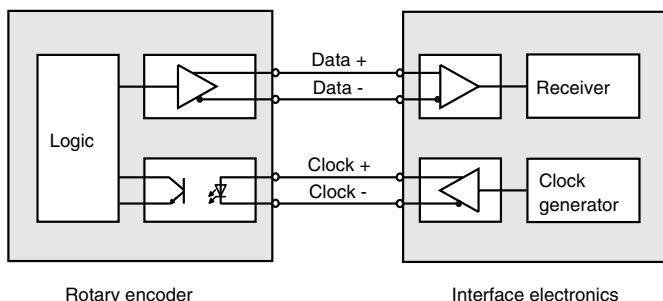 Data +
Data -
Receiver
Logic
Clock +
Clock -
Clock
generator
Rotary encoder
Interface electronics